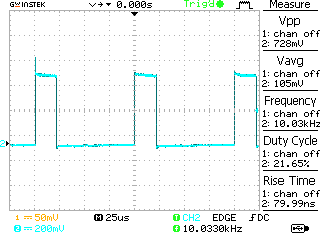 GWINSTEK 0.000s Trig'd Measure
Vpp
1: chan off
2: 728mV
Vavg
1: chan off
2: 105mV
Frequency
1: chan off
2: 10.03kHz
Duty Cycle
1: chan off
2: 21.65%
Rise Time
1: chan off
2: 79.99ns
2
1 50mV M 25us T CH2 EDGE DC
2 200mV T 10.0330kHz